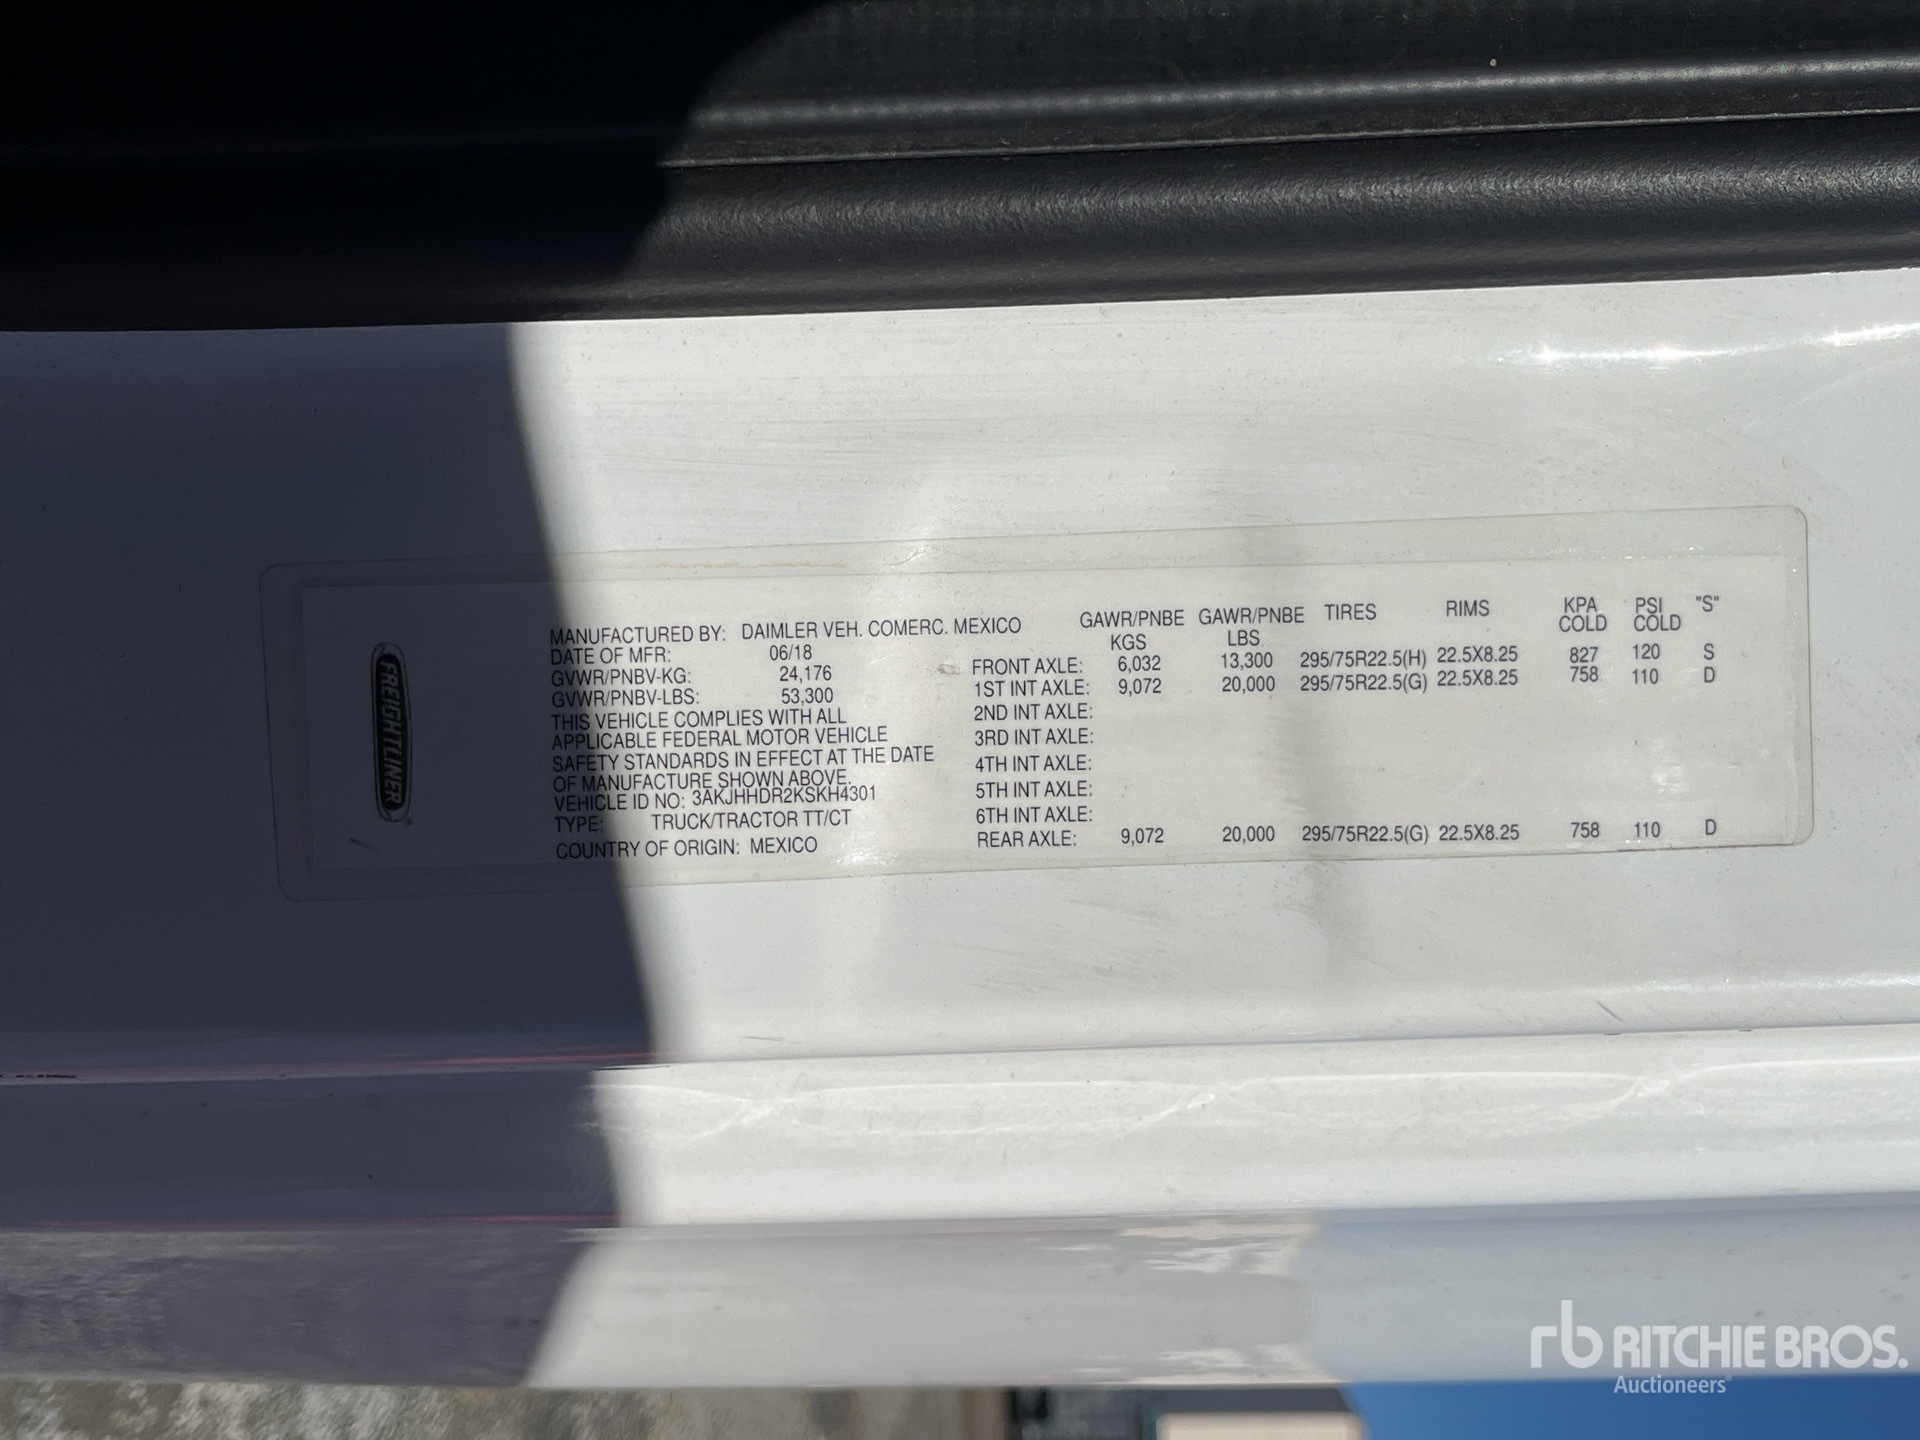 FREIGHTLINER
MANUFACTURED BY: DAIMLER VEH. COMERC. MEXICO
DATE OF MFR: 06/18
GVWR/PNBV-KG: 24,176
GVWR/PNBV-LBS: 53,300
THIS VEHICLE COMPLIES WITH ALL
APPLICABLE FEDERAL MOTOR VEHICLE
SAFETY STANDARDS IN EFFECT AT THE DATE
OF MANUFACTURE SHOWN ABOVE.
VEHICLE ID NO: 3AKJHHDR2KSKH4301
TYPE: TRUCK/TRACTOR TT/CT
COUNTRY OF ORIGIN: MEXICO
GAWR/PNBE GAWR/PNBE TIRES RIMS KPA PSI "S"
KGS LBS COLD COLD
FRONT AXLE: 6,032 13,300 295/75R22.5(H) 22.5X8.25 827 120 S
1ST INT AXLE: 9,072 20,000 295/75R22.5(G) 22.5X8.25 758 110 D
2ND INT AXLE:
3RD INT AXLE:
4TH INT AXLE:
5TH INT AXLE:
6TH INT AXLE:
REAR AXLE: 9,072 20,000 295/75R22.5(G) 22.5X8.25 758 110 D
rb RITCHIE BROS.
Auctioneers